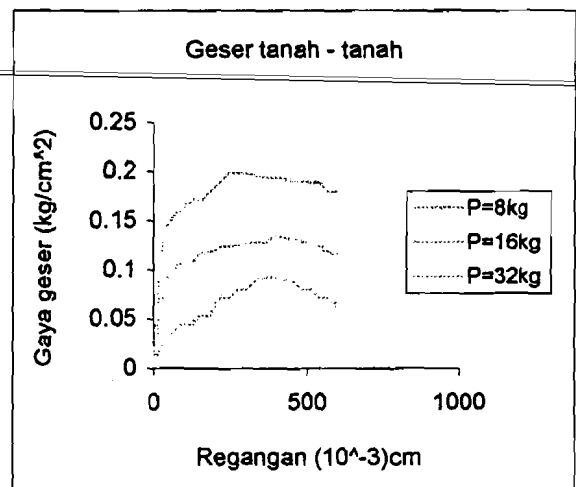 Geser tanah - tanah
Gaya geser (kg/cm^2)
0.25
0.2
0.15
0.1
0.05
0
0
500
1000
Regangan (10^-3)cm
P=8kg
P=16kg
P=32kg